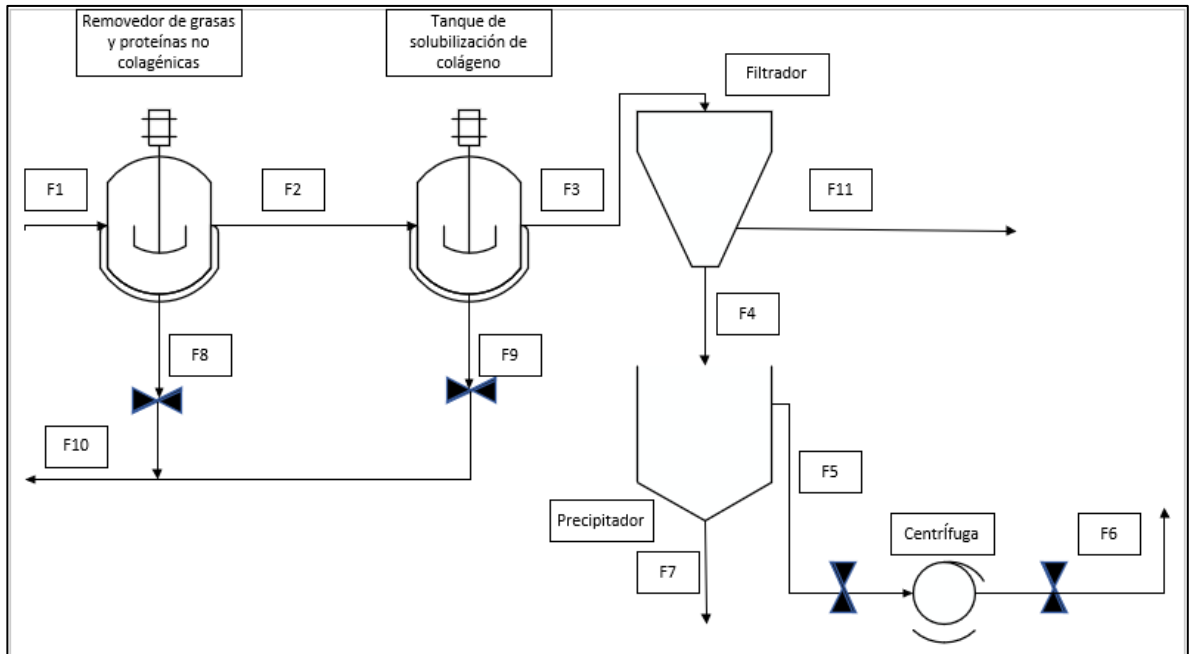 Removedor de grasas
y proteínas no
colagénicas
Tanque de
solubilización de
colágeno
Filtrador
F1
F2
F3
F11
F4
F8
F9
F10
F5
Precipitador
Centrífuga
F6
F7